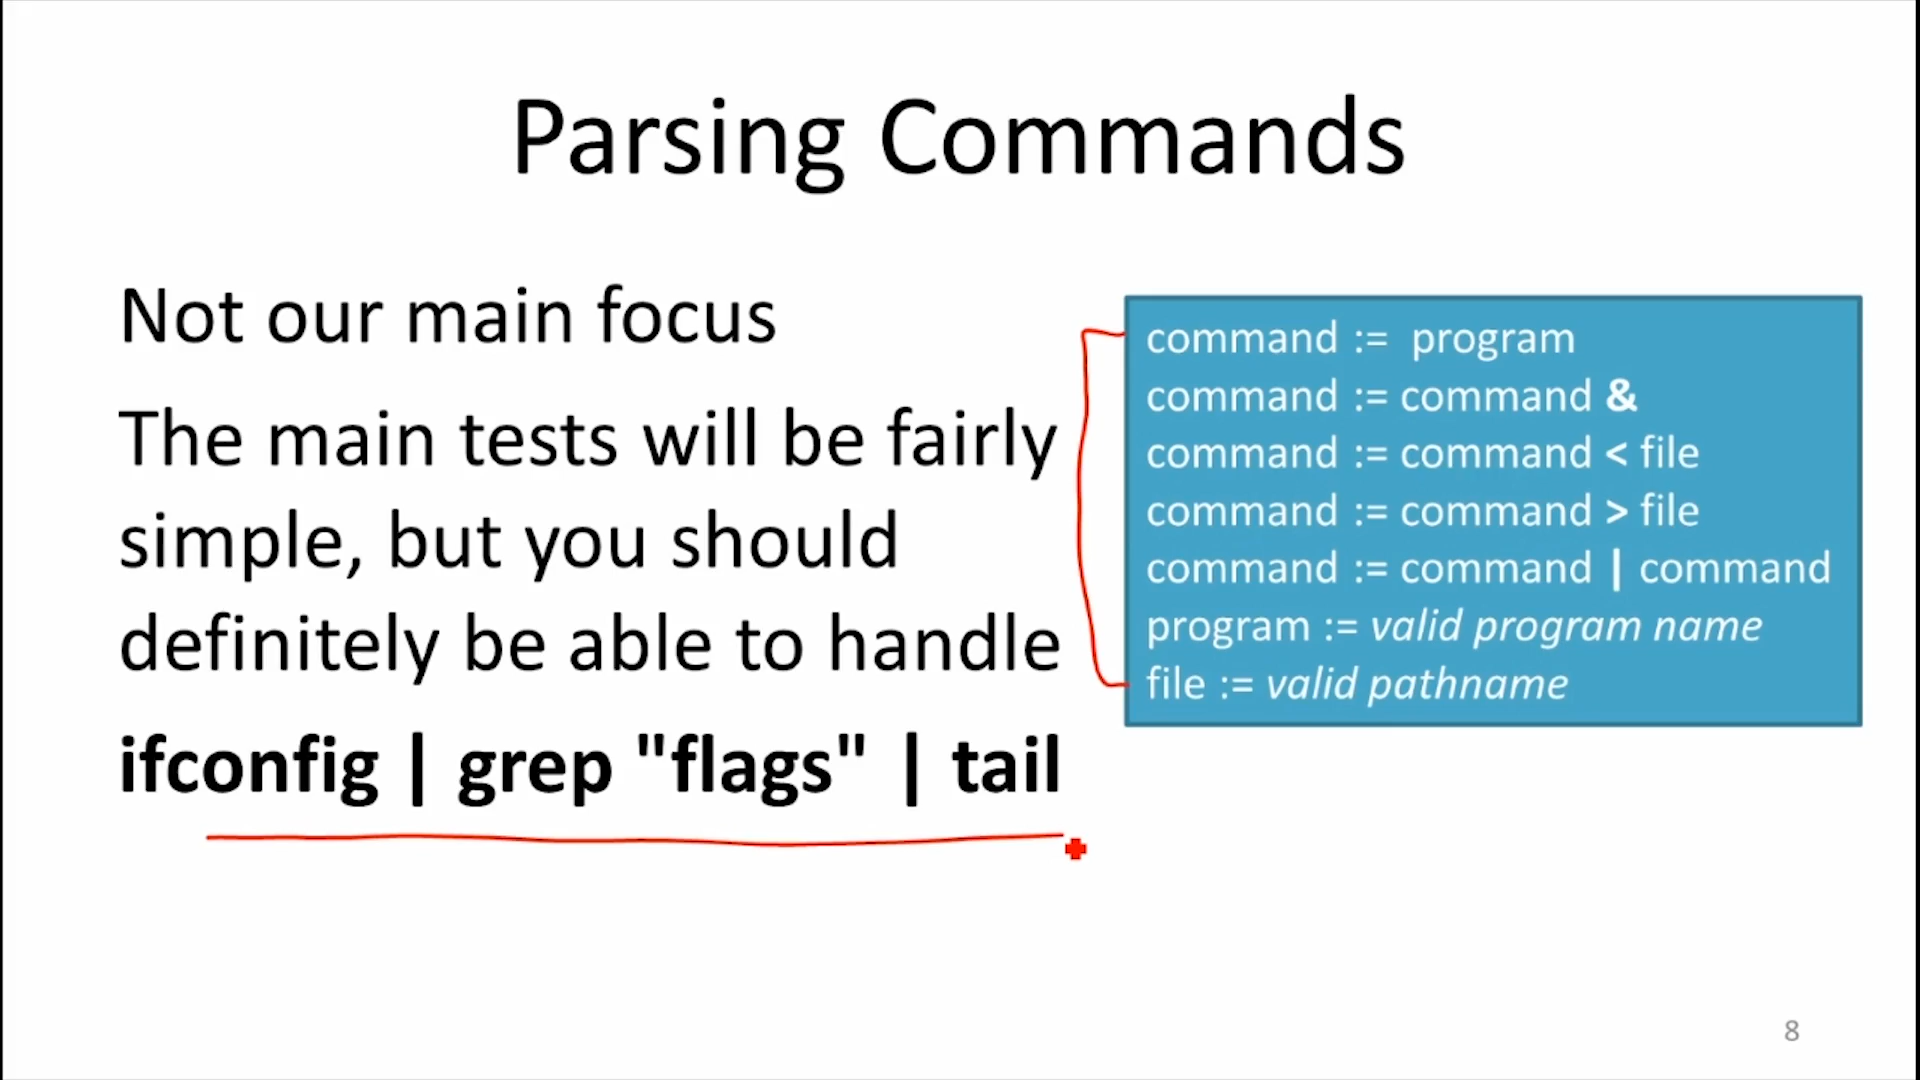 Parsing Commands
Not our main focus
The main tests will be fairly
simple, but you should
definitely be able to handle
ifconfig | grep "flags" | tail
command := program
command := command &
command := command < file
command := command > file
command := command | command
program := valid program name
file := valid pathname
8